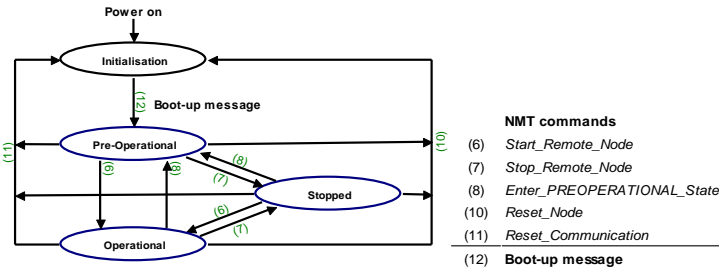 Power on
Initialisation
(12)
Boot-up message
Pre-Operational
(11)
(10)
(6)
(8)
(8)
(7)
Stopped
(6)
(7)
Operational
NMT commands
(6) Start_Remote_Node
(7) Stop_Remote_Node
(8) Enter_PREOPERATIONAL_State
(10) Reset_Node
(11) Reset_Communication
(12) Boot-up message